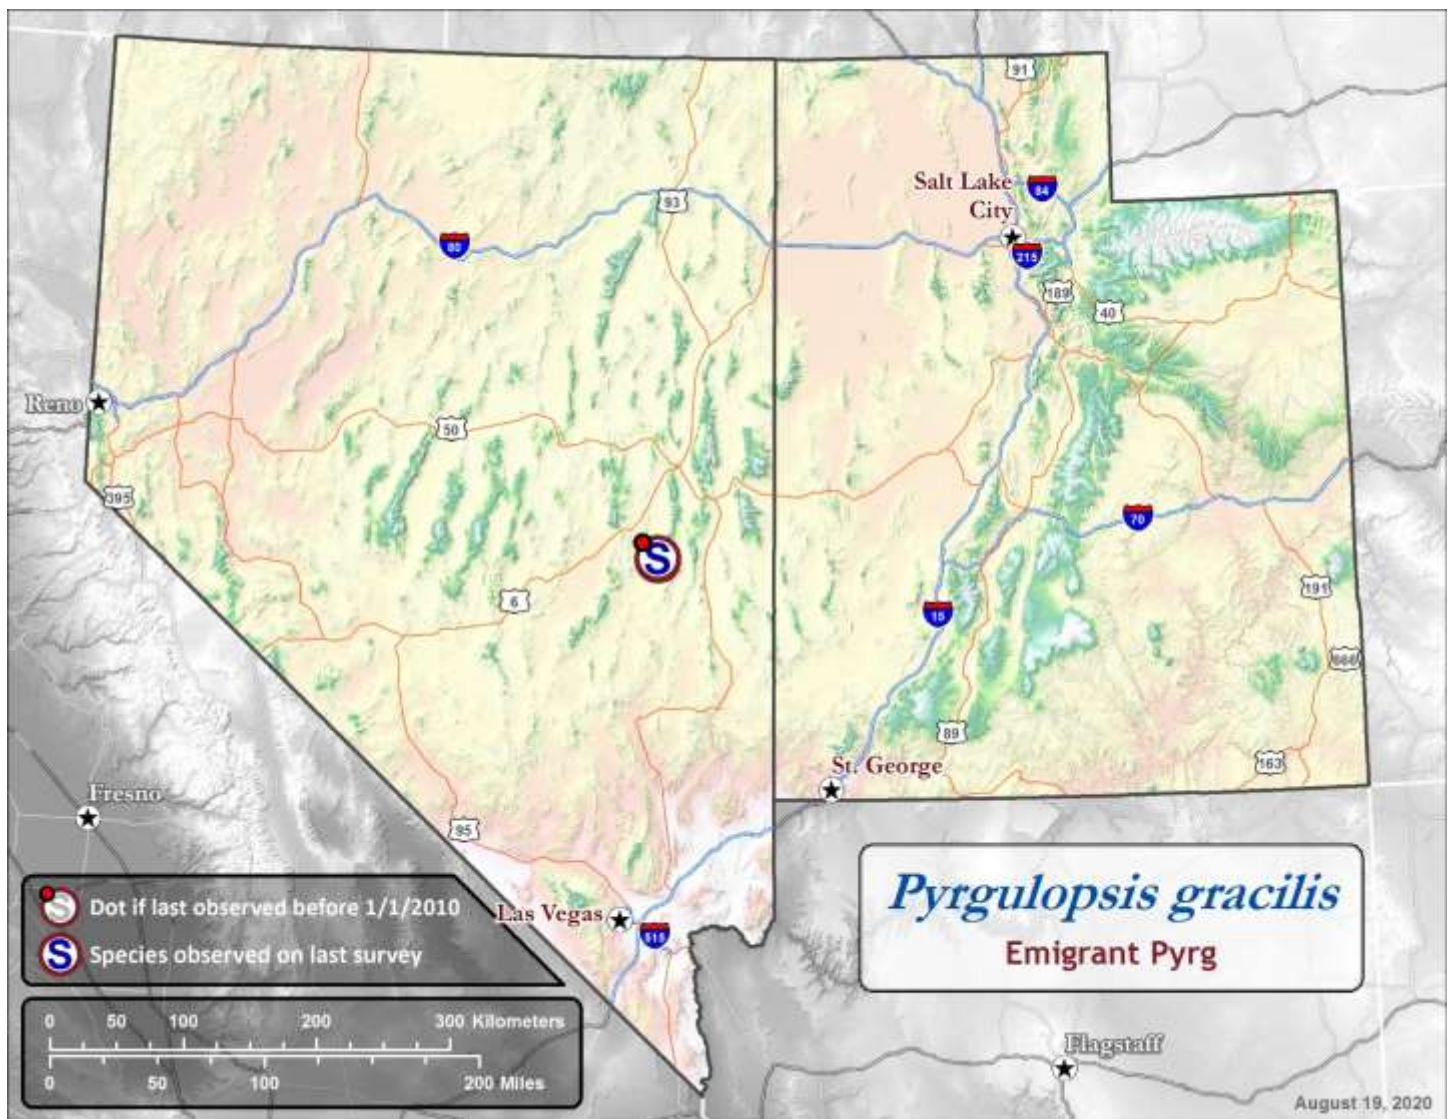 91
Salt Lake
City
84
93
80
215
189
40
Reno
50
395
70
S
6
191
15
666
89
St. George
163
Fresno
95
Pyrgulopsis gracilis
Emigrant Pyrg
S Dot if last observed before 1/1/2010
Las Vegas
515
S Species observed on last survey
0 50 100 200 300 Kilometers
0 50 100 200 Miles
Flagstaff
August 19, 2020